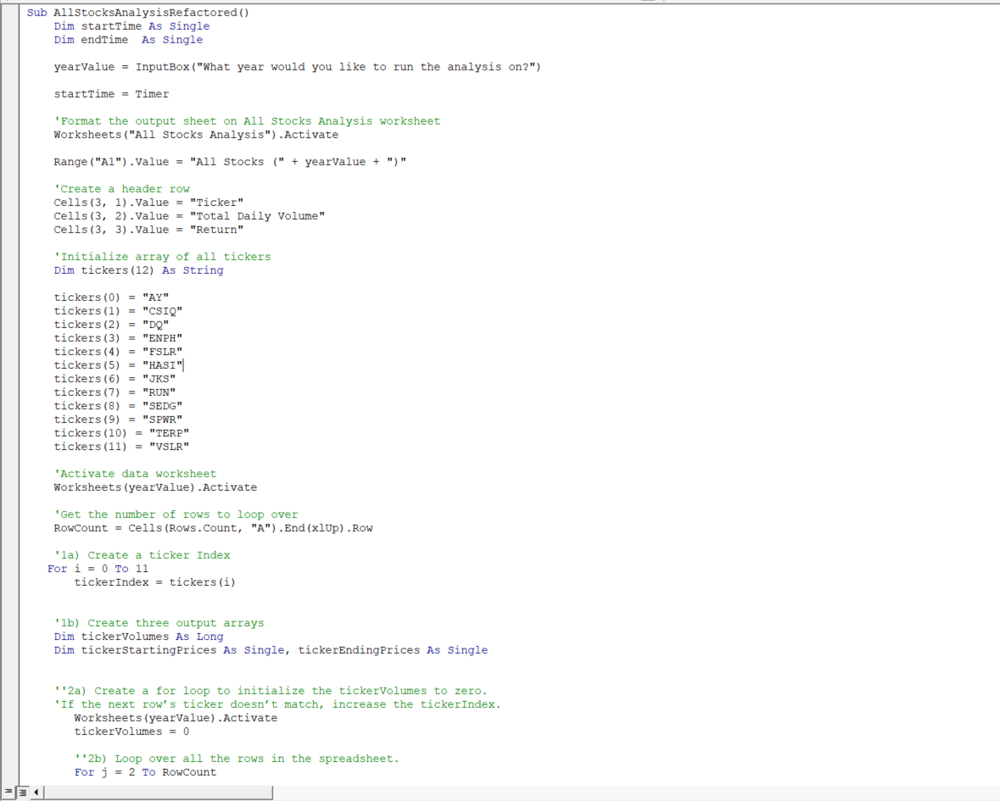 Sub AllStocksAnalysisRefactored()
Dim startTime As Single
Dim endTime  As Single
yearValue = InputBox("What year would you like to run the analysis on?")
startTime = Timer
'Format the output sheet on All Stocks Analysis worksheet
Worksheets("All Stocks Analysis").Activate
Range("A1").Value = "All Stocks (" + yearValue + ")"
'Create a header row
Cells(3, 1).Value = "Ticker"
Cells(3, 2).Value = "Total Daily Volume"
Cells(3, 3).Value = "Return"
'Initialize array of all tickers
Dim tickers(12) As String
tickers(0) = "AY"
tickers(1) = "CSIQ"
tickers(2) = "DQ"
tickers(3) = "ENPH"
tickers(4) = "FSLR"
tickers(5) = "HASI"
tickers(6) = "JKS"
tickers(7) = "RUN"
tickers(8) = "SEDG"
tickers(9) = "SPWR"
tickers(10) = "TERP"
tickers(11) = "VSLR"
'Activate data worksheet
Worksheets(yearValue).Activate
'Get the number of rows to loop over
RowCount = Cells(Rows.Count, "A").End(xlUp).Row
'1a) Create a ticker Index
For i = 0 To 11
tickerIndex = tickers(i)
'1b) Create three output arrays
Dim tickerVolumes As Long
Dim tickerStartingPrices As Single, tickerEndingPrices As Single
''2a) Create a for loop to initialize the tickerVolumes to zero.
'If the next row’s ticker doesn’t match, increase the tickerIndex.
Worksheets(yearValue).Activate
tickerVolumes = 0
''2b) Loop over all the rows in the spreadsheet.
For j = 2 To RowCount